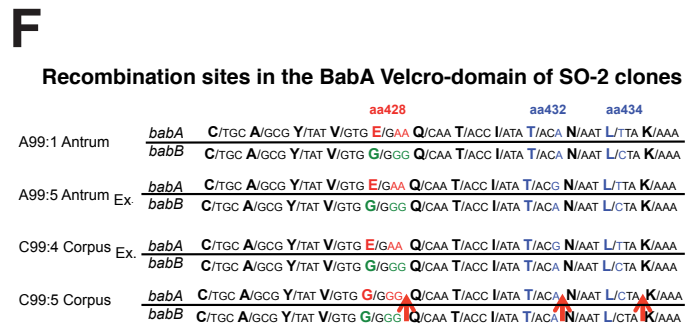 F
Recombination sites in the BabA Velcro-domain of SO-2 clones
aa428 aa432 aa434
A99:1 Antrum babA C/TGC A/GCG Y/TAT V/GTG E/GAA Q/CAA T/ACC I/ATA T/ACA N/AAT L/TTA K/AAA
babB C/TGC A/GCG Y/TAT V/GTG G/GGG Q/CAA T/ACC I/ATA T/ACA N/AAT L/CTA K/AAA
A99:5 Antrum Ex. babA C/TGC A/GCG Y/TAT V/GTG E/GAA Q/CAA T/ACC I/ATA T/ACG N/AAT L/TTA K/AAA
babB C/TGC A/GCG Y/TAT V/GTG G/GGG Q/CAA T/ACC I/ATA T/ACA N/AAT L/CTA K/AAA
C99:4 Corpus Ex. babA C/TGC A/GCG Y/TAT V/GTG E/GAA Q/CAA T/ACC I/ATA T/ACG N/AAT L/TTA K/AAA
babB C/TGC A/GCG Y/TAT V/GTG G/GGG Q/CAA T/ACC I/ATA T/ACA N/AAT L/CTA K/AAA
C99:5 Corpus babA C/TGC A/GCG Y/TAT V/GTG G/GGG Q/CAA T/ACC I/ATA T/ACA N/AAT L/CTA K/AAA
babB C/TGC A/GCG Y/TAT V/GTG G/GGG Q/CAA T/ACC I/ATA T/ACA N/AAT L/CTA K/AAA